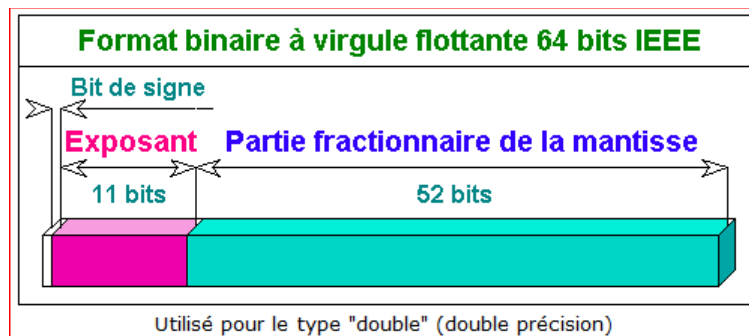 Format binaire à virgule flottante 64 bits IEEE
Bit de signe
Exposant Partie fractionnaire de la mantisse
11 bits 52 bits
Utilisé pour le type "double" (double précision)